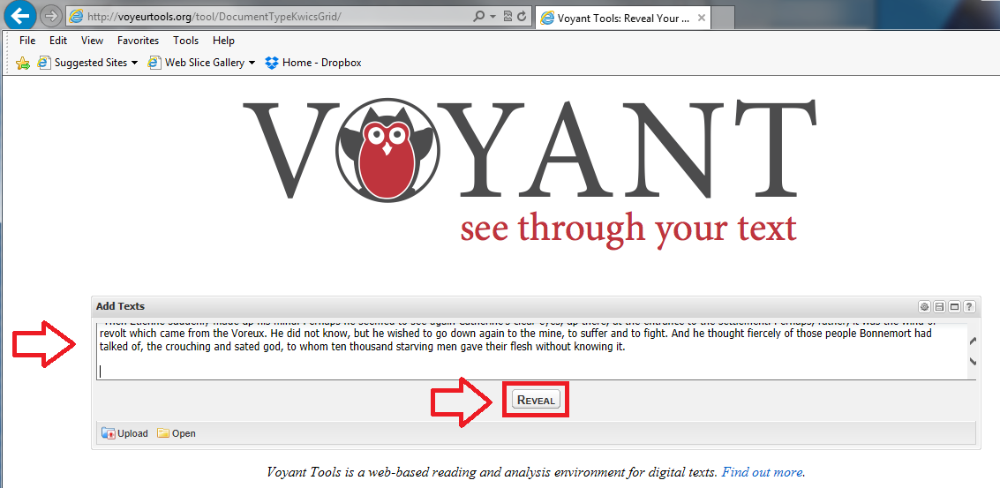 http://voyeurtools.org/tool/DocumentTypeKwicsGrid/
Voyant Tools: Reveal Your ...
File Edit View Favorites Tools Help
Suggested Sites Web Slice Gallery Home - Dropbox
VOYANT
see through your text
Add Texts
Then Étienne suddenly made up his mind. Perhaps he seemed to see again Catherine's clear eyes, up there, at the entrance to the settlement. Perhaps, rather, it was the wind of
revolt which came from the Voreux. He did not know, but he wished to go down again to the mine, to suffer and to fight. And he thought fiercely of those people Bonnemort had
talked of, the crouching and sated god, to whom ten thousand starving men gave their flesh without knowing it.
REVEAL
Upload Open
Voyant Tools is a web-based reading and analysis environment for digital texts. Find out more.